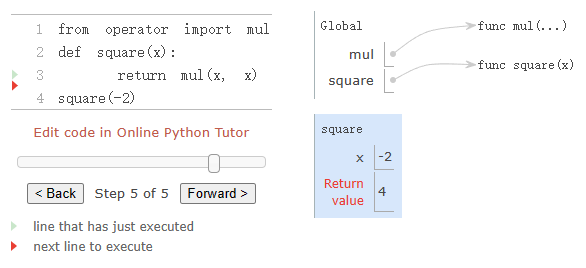 1 from operator import mul
2 def square(x):
3 return mul(x, x)
4 square(-2)
Edit code in Online Python Tutor
< Back Step 5 of 5 Forward >
line that has just executed
next line to execute
Global
mul
square
func mul(...)
func square(x)
square
x -2
Return
value 4